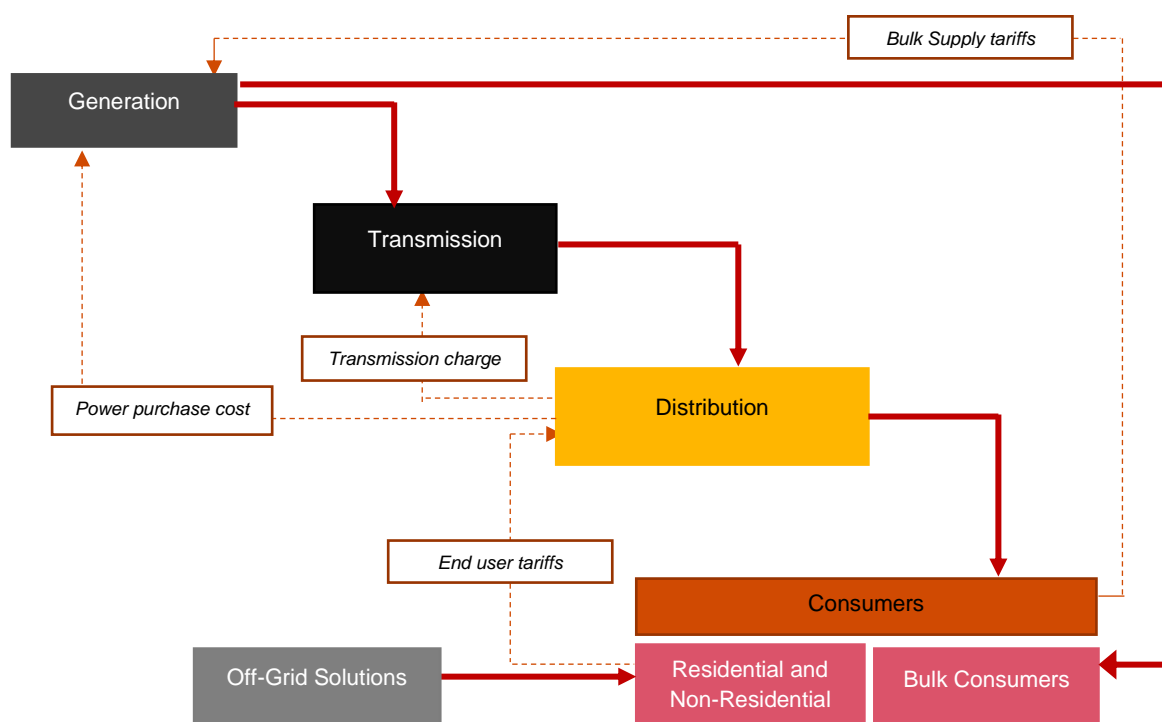 Bulk Supply tariffs
Generation
Transmission
Transmission charge
Power purchase cost
Distribution
End user tariffs
Consumers
Off-Grid Solutions
Residential and
Non-Residential
Bulk Consumers